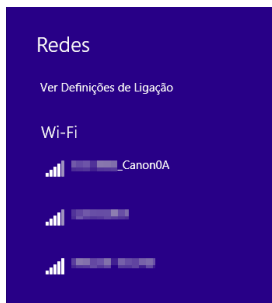 Redes
Ver Definições de Ligação
Wi-Fi
_Canon0A